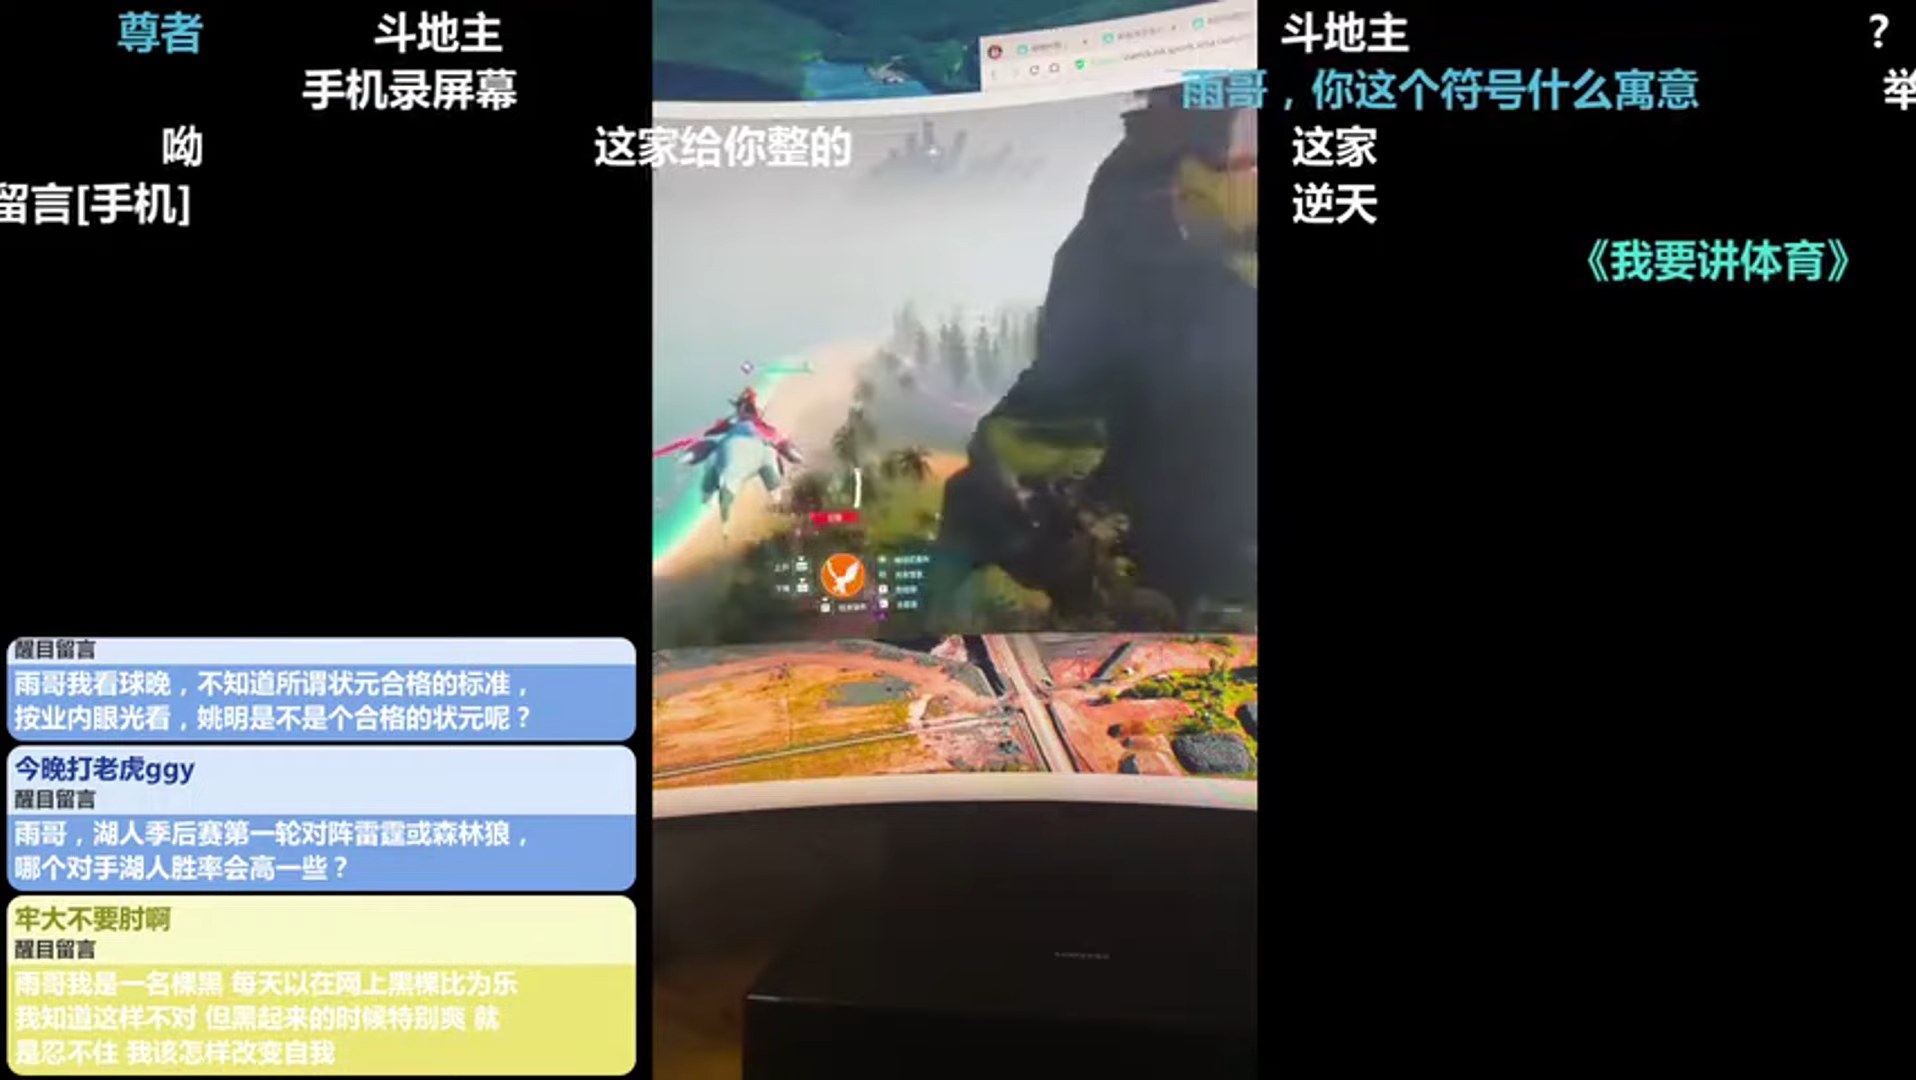 尊者
斗地主
斗地主
?
手机录屏幕
雨哥，你这个符号什么寓意
举
呦
这家给你整的
这家
留言[手机]
逆天
《我要讲体育》
醒目留言
雨哥我看球晚，不知道所谓状元合格的标准，
按业内眼光看，姚明是不是个合格的状元呢？
今晚打老虎ggy
醒目留言
雨哥，湖人季后赛第一轮对阵雷霆或森林狼，
哪个对手湖人胜率会高一些？
牢大不要肘啊
醒目留言
雨哥我是一名棵黑 每天以在网上黑棵比为乐
我知道这样不对 但黑起来的时候特别爽 就
是忍不住 我该怎样改变自我